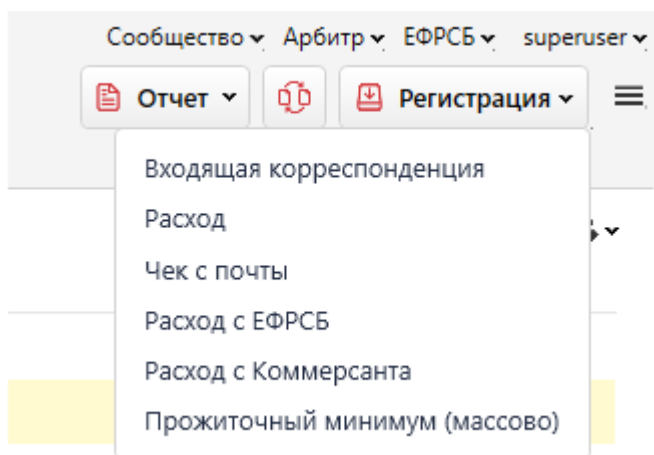 Сообщество Арбитр ЕФРСБ superuser
Отчет Регистрация
Входящая корреспонденция
Расход
Чек с почты
Расход с ЕФРСБ
Расход с Коммерсанта
Прожиточный минимум (массово)